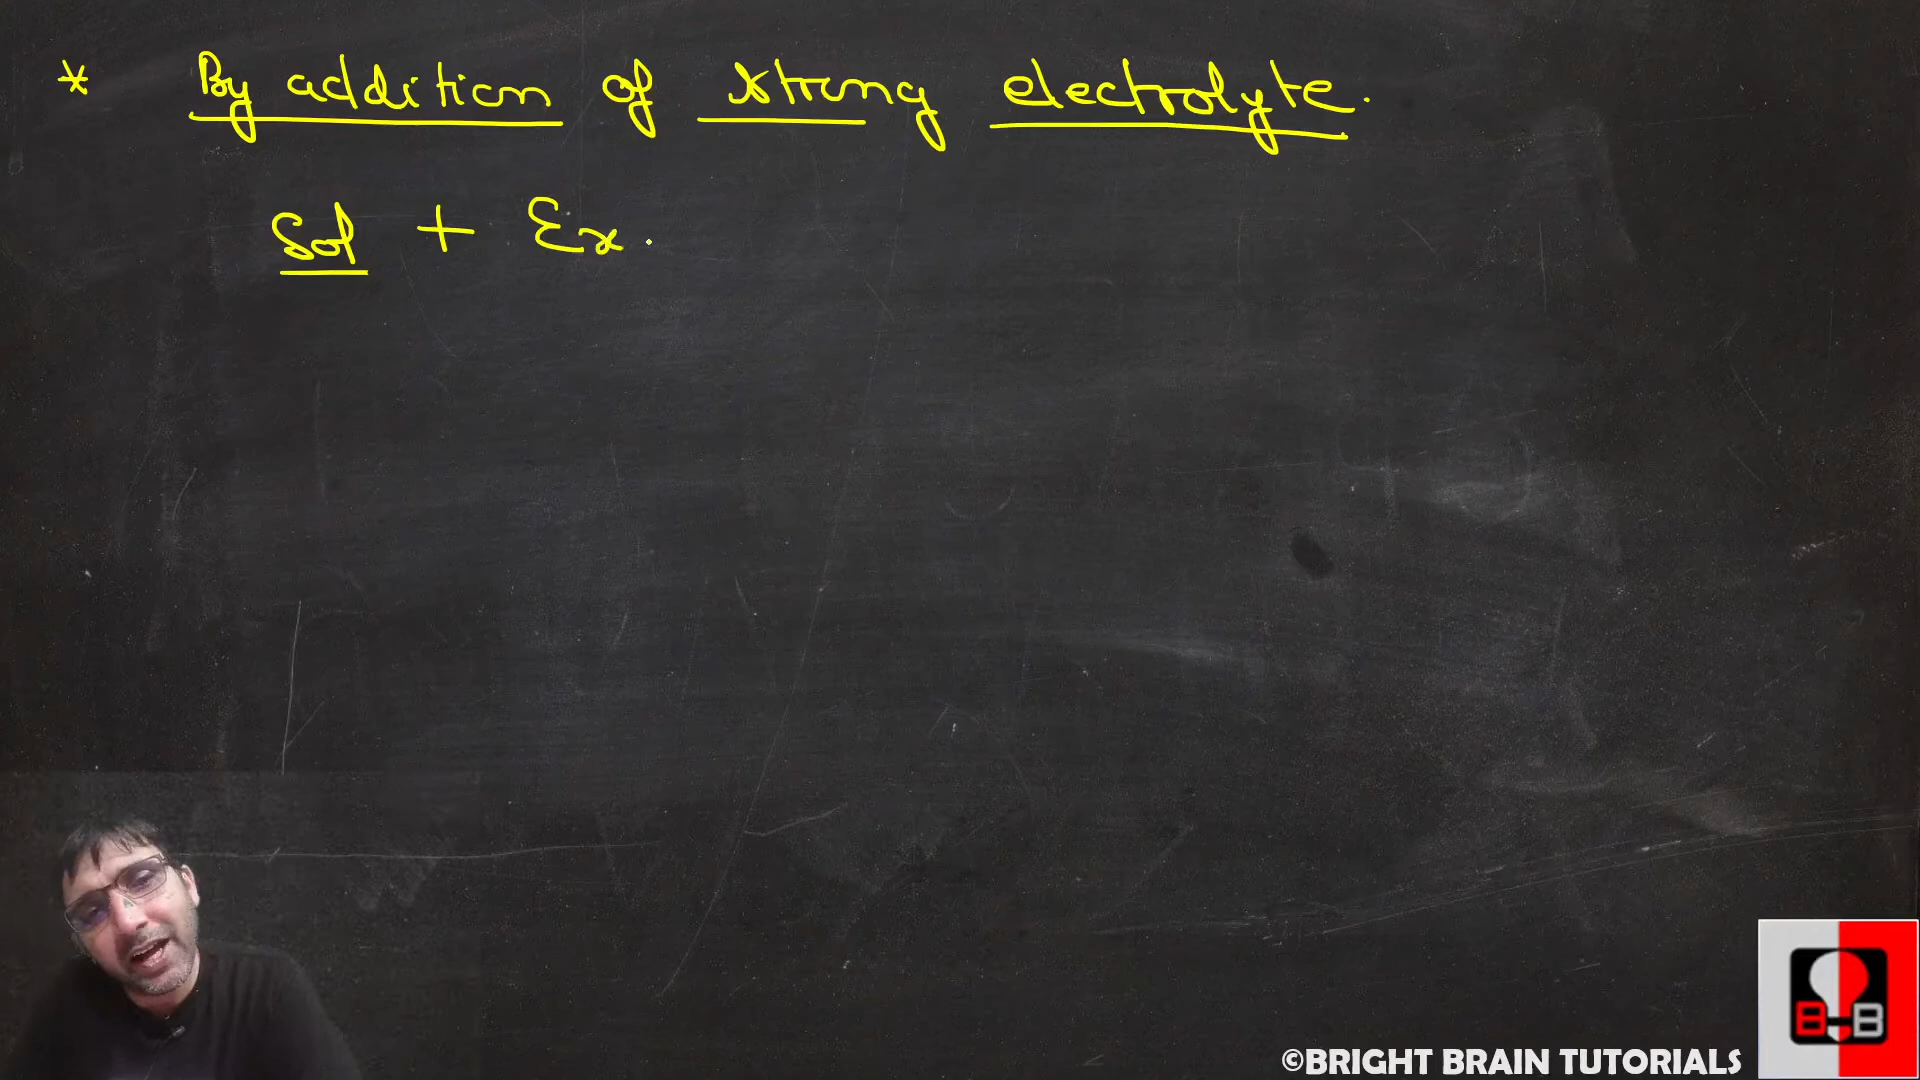 * By addition of strong electrolyte.
Sol + Ex.
B B
©BRIGHT BRAIN TUTORIALS